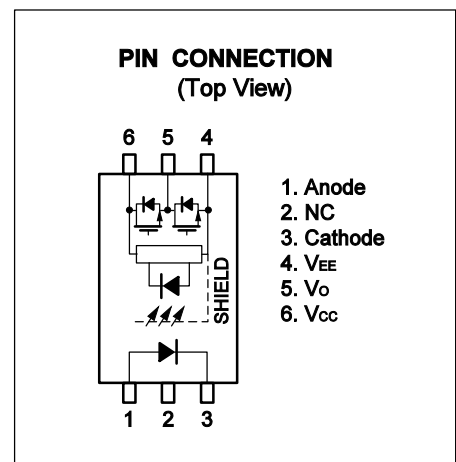 PIN CONNECTION
(Top View)
6 5 4
1. Anode
2. NC
3. Cathode
4. VEE
5. VO
6. VCC
SHIELD
1 2 3